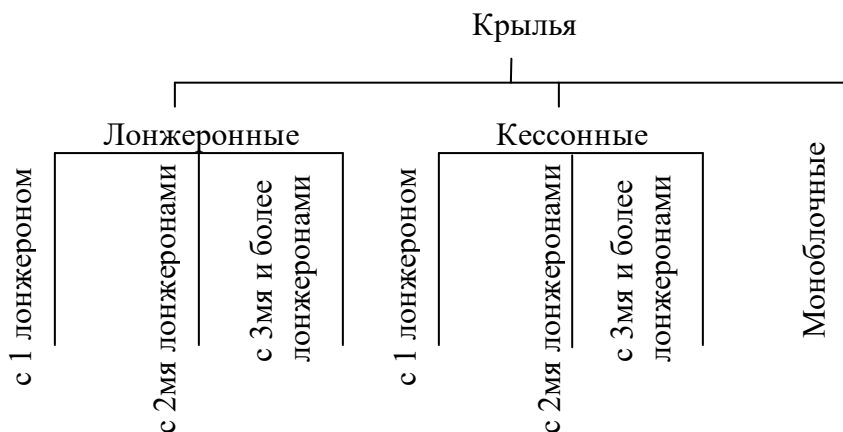 Крылья
Лонжеронные
Кессонные
с 1 лонжероном
с 2мя лонжеронами
с 3мя и более
лонжеронами
с 1 лонжероном
с 2мя лонжеронами
с 3мя и более
лонжеронами
Моноблочные